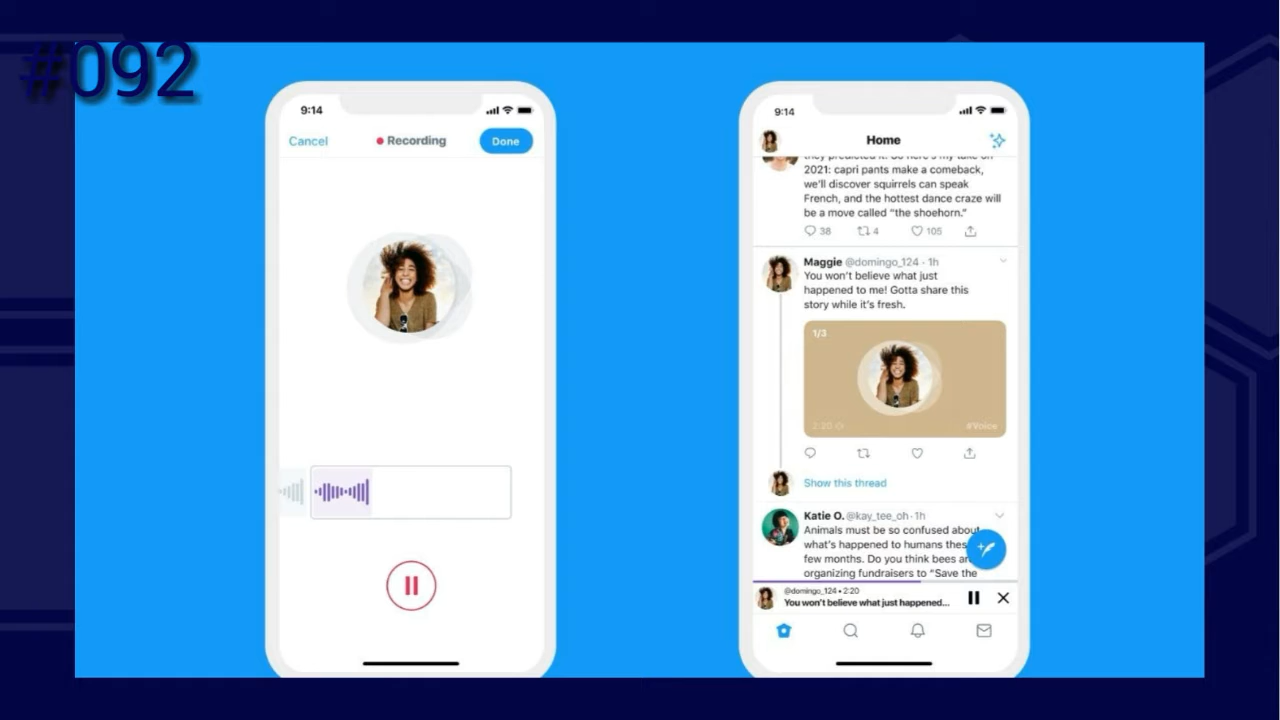 #092
9:14
Cancel
Recording
Done
9:14
Home
they predicted it. So here's my take on
2021: capri pants make a comeback,
we'll discover squirrels can speak
French, and the hottest dance craze will
be a move called “the shoehorn.”
38 4 105
Maggie @domingo_124 · 1h
You won't believe what just
happened to me! Gotta share this
story while it's fresh.
1/3
2:20
#Voice
Show this thread
Katie O. @kay_tee_oh · 1h
Animals must be so confused about
what's happened to humans thes
few months. Do you think bees ar
organizing fundraisers to “Save the
@domingo_124 • 2:20
You won't believe what just happened...